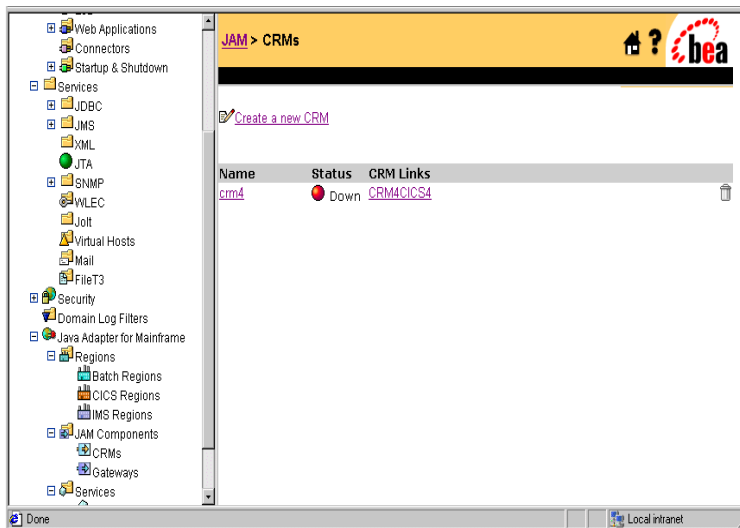 Web Applications
Connectors
Startup & Shutdown
Services
JDBC
JMS
XML
JTA
SNMP
WLEC
Jolt
Virtual Hosts
Mail
FileT3
Security
Domain Log Filters
Java Adapter for Mainframe
Regions
Batch Regions
CICS Regions
IMS Regions
JAM Components
CRMs
Gateways
Services
JAM > CRMs
?
bea
Create a new CRM
Name Status CRM Links
crm4 Down CRM4CICS4
Done
Local intranet